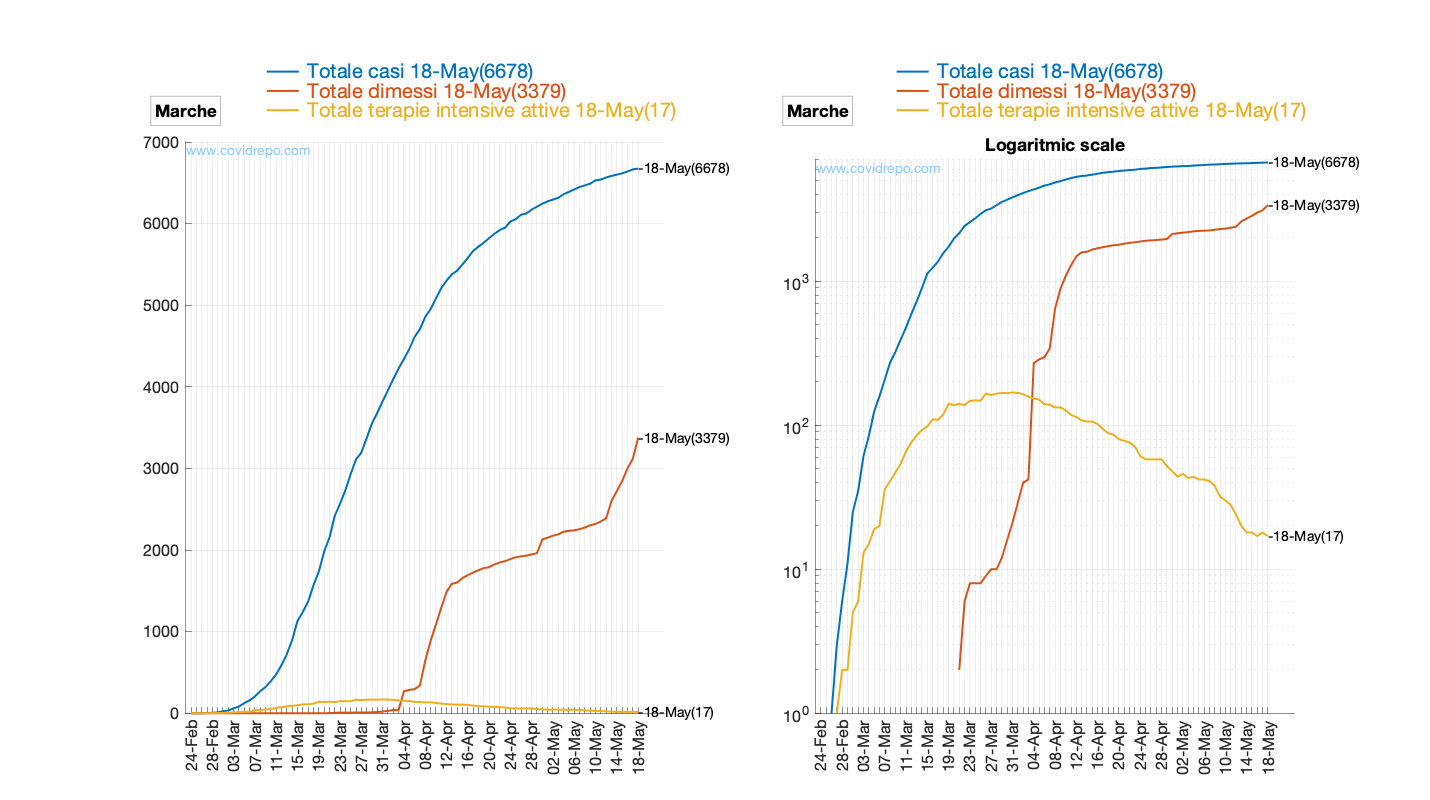 Totale casi 18-May(6678)
Totale dimessi 18-May(3379)
Totale terapie intensive attive 18-May(17)
Marche
www.covidrepo.com
7000
6000
5000
4000
3000
2000
1000
0
18-May(6678)
18-May(3379)
18-May(17)
24-Feb
28-Feb
03-Mar
07-Mar
11-Mar
15-Mar
19-Mar
23-Mar
27-Mar
31-Mar
04-Apr
08-Apr
12-Apr
16-Apr
20-Apr
24-Apr
28-Apr
02-May
06-May
10-May
14-May
18-May
Totale casi 18-May(6678)
Totale dimessi 18-May(3379)
Totale terapie intensive attive 18-May(17)
Marche
Logaritmic scale
www.covidrepo.com
10³
10²
10¹
10⁰
18-May(6678)
18-May(3379)
18-May(17)
24-Feb
28-Feb
03-Mar
07-Mar
11-Mar
15-Mar
19-Mar
23-Mar
27-Mar
31-Mar
04-Apr
08-Apr
12-Apr
16-Apr
20-Apr
24-Apr
28-Apr
02-May
06-May
10-May
14-May
18-May